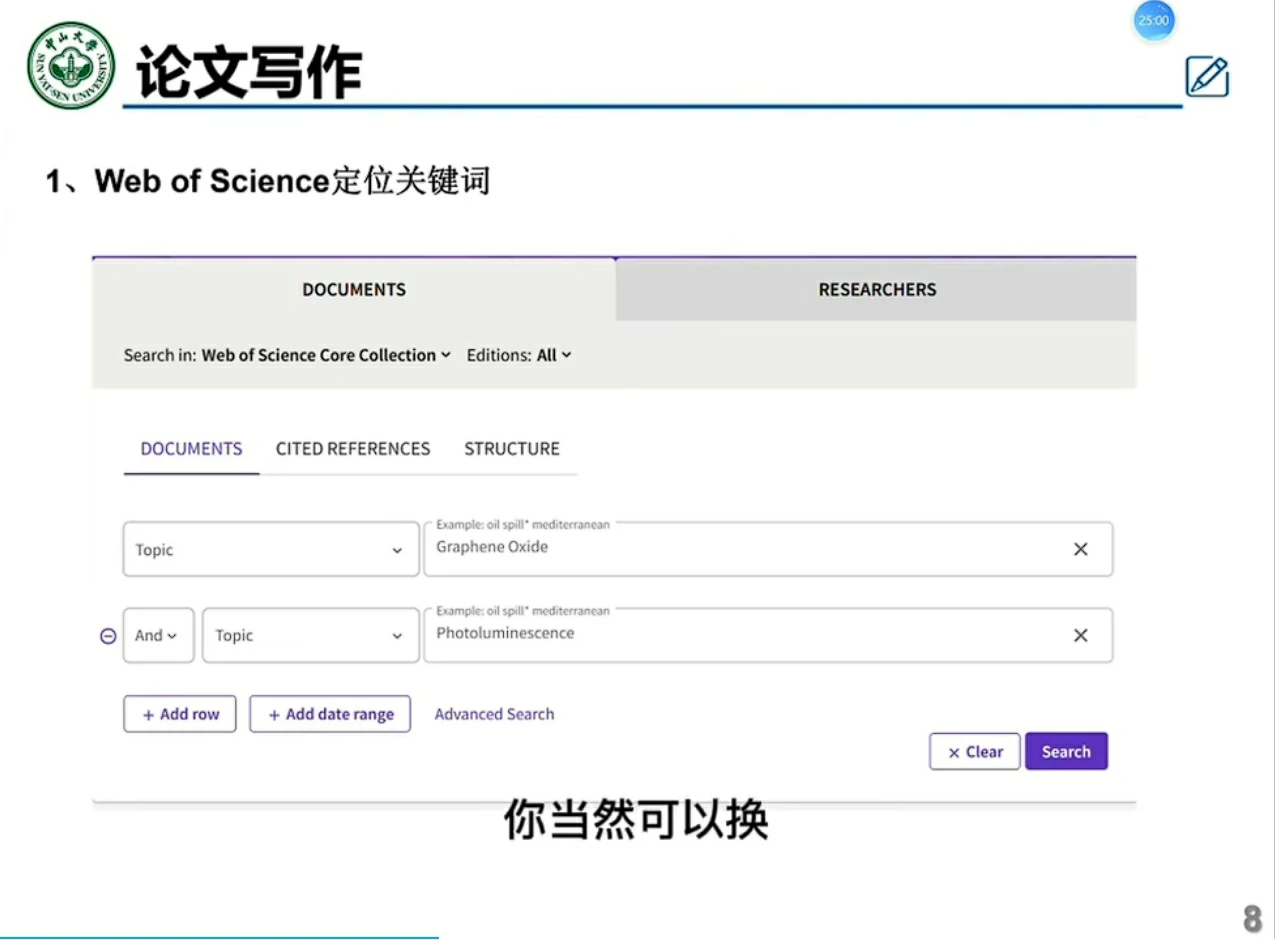 25:00
中山大学
SUN YAT-SEN UNIVERSITY
论文写作
1、Web of Science定位关键词
DOCUMENTS
RESEARCHERS
Search in: Web of Science Core Collection Editions: All
DOCUMENTS CITED REFERENCES STRUCTURE
Example: oil spill* mediterranean
Topic Graphene Oxide
Example: oil spill* mediterranean
And Topic Photoluminescence
+ Add row + Add date range Advanced Search
× Clear Search
你当然可以换
8